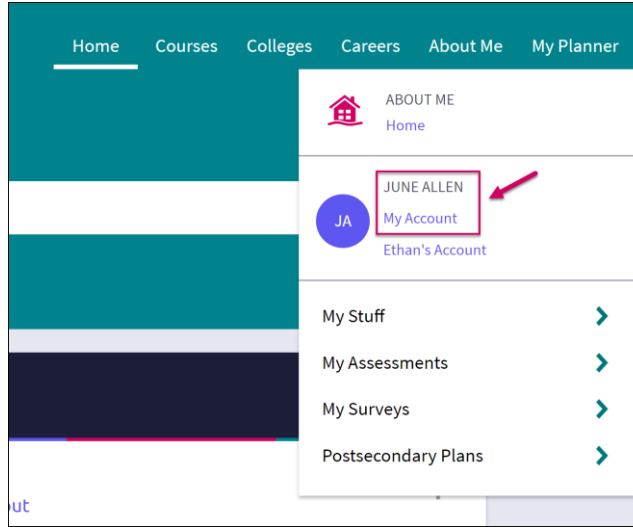 Home Courses Colleges Careers About Me My Planner
ABOUT ME
Home
JUNE ALLEN
JA
My Account
Ethan's Account
My Stuff
My Assessments
My Surveys
Postsecondary Plans
out